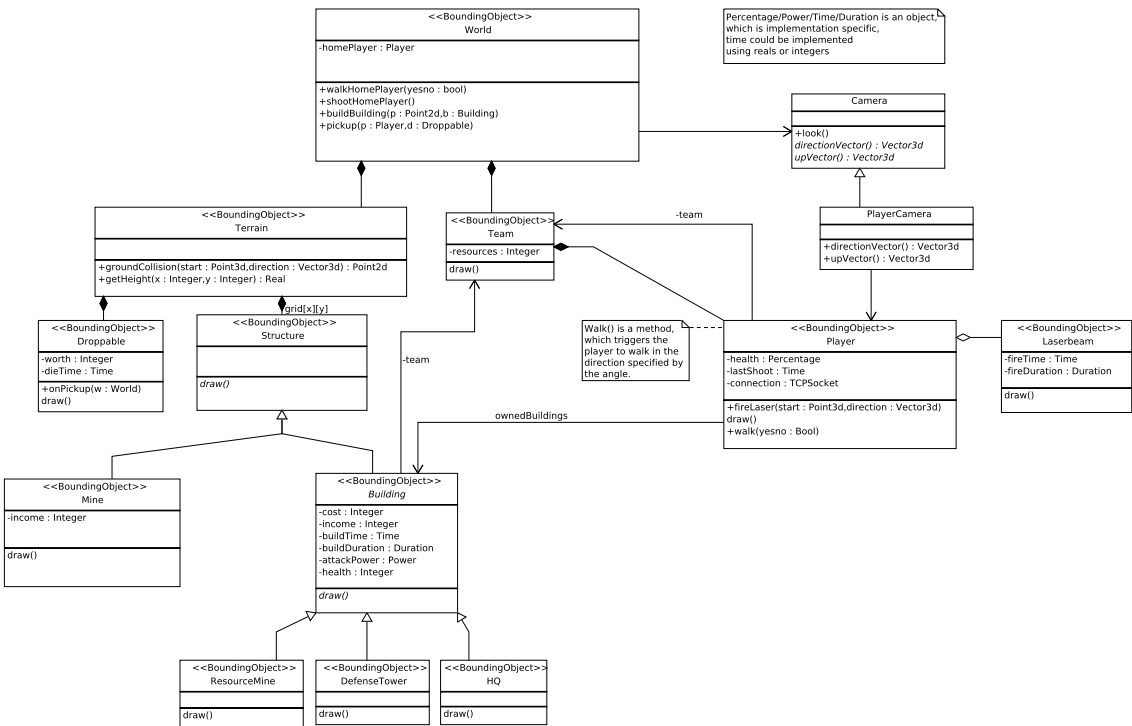 <<BoundingObject>>
World
-homePlayer : Player
+walkHomePlayer(yesno : bool)
+shootHomePlayer()
+buildBuilding(p : Point2d,b : Building)
+pickup(p : Player,d : Droppable)
Percentage/Power/Time/Duration is an object,
which is implementation specific,
time could be implemented
using reals or integers
Camera
+look()
directionVector() : Vector3d
upVector() : Vector3d
<<BoundingObject>>
Terrain
+groundCollision(start : Point3d,direction : Vector3d) : Point2d
+getHeight(x : Integer,y : Integer) : Real
<<BoundingObject>>
Team
-resources : Integer
draw()
-team
PlayerCamera
+directionVector() : Vector3d
+upVector() : Vector3d
grid[x][y]
<<BoundingObject>>
Droppable
-worth : Integer
-dieTime : Time
+onPickup(w : World)
draw()
<<BoundingObject>>
Structure
draw()
-team
Walk() is a method,
which triggers the
player to walk in the
direction specified by
the angle.
<<BoundingObject>>
Player
-health : Percentage
-lastShoot : Time
-connection : TCPSocket
+fireLaser(start : Point3d,direction : Vector3d)
draw()
+walk(yesno : Bool)
<<BoundingObject>>
Laserbeam
-fireTime : Time
-fireDuration : Duration
draw()
ownedBuildings
<<BoundingObject>>
Mine
-income : Integer
draw()
<<BoundingObject>>
Building
-cost : Integer
-income : Integer
-buildTime : Time
-buildDuration : Duration
-attackPower : Power
-health : Integer
draw()
<<BoundingObject>>
ResourceMine
draw()
<<BoundingObject>>
DefenseTower
draw()
<<BoundingObject>>
HQ
draw()